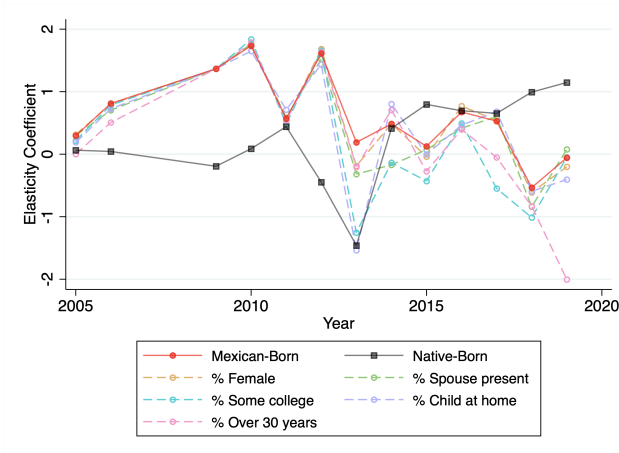 2
1
0
-1
-2
Elasticity Coefficient
2005 2010 2015 2020
Year
Mexican-Born Native-Born
% Female % Spouse present
% Some college % Child at home
% Over 30 years